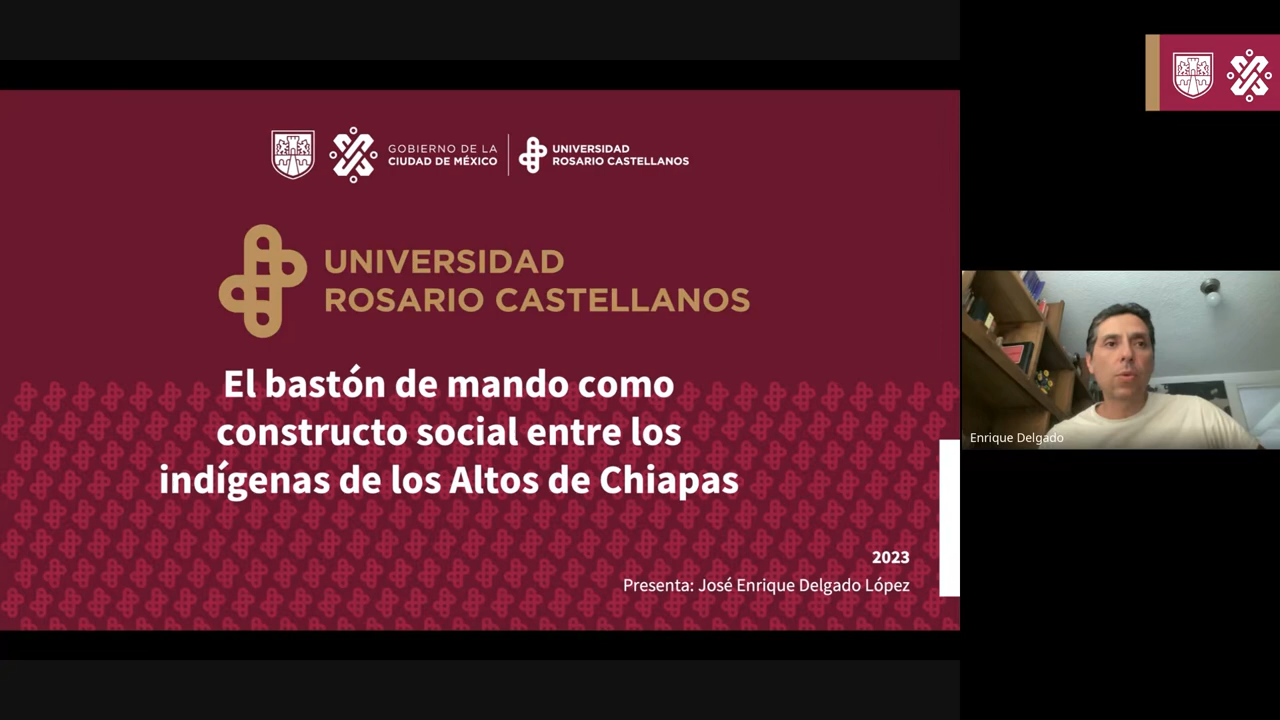 GOBIERNO DE LA
CIUDAD DE MÉXICO
UNIVERSIDAD
ROSARIO CASTELLANOS
UNIVERSIDAD
ROSARIO CASTELLANOS
El bastón de mando como
constructo social entre los
indígenas de los Altos de Chiapas
2023
Presenta: José Enrique Delgado López
Enrique Delgado